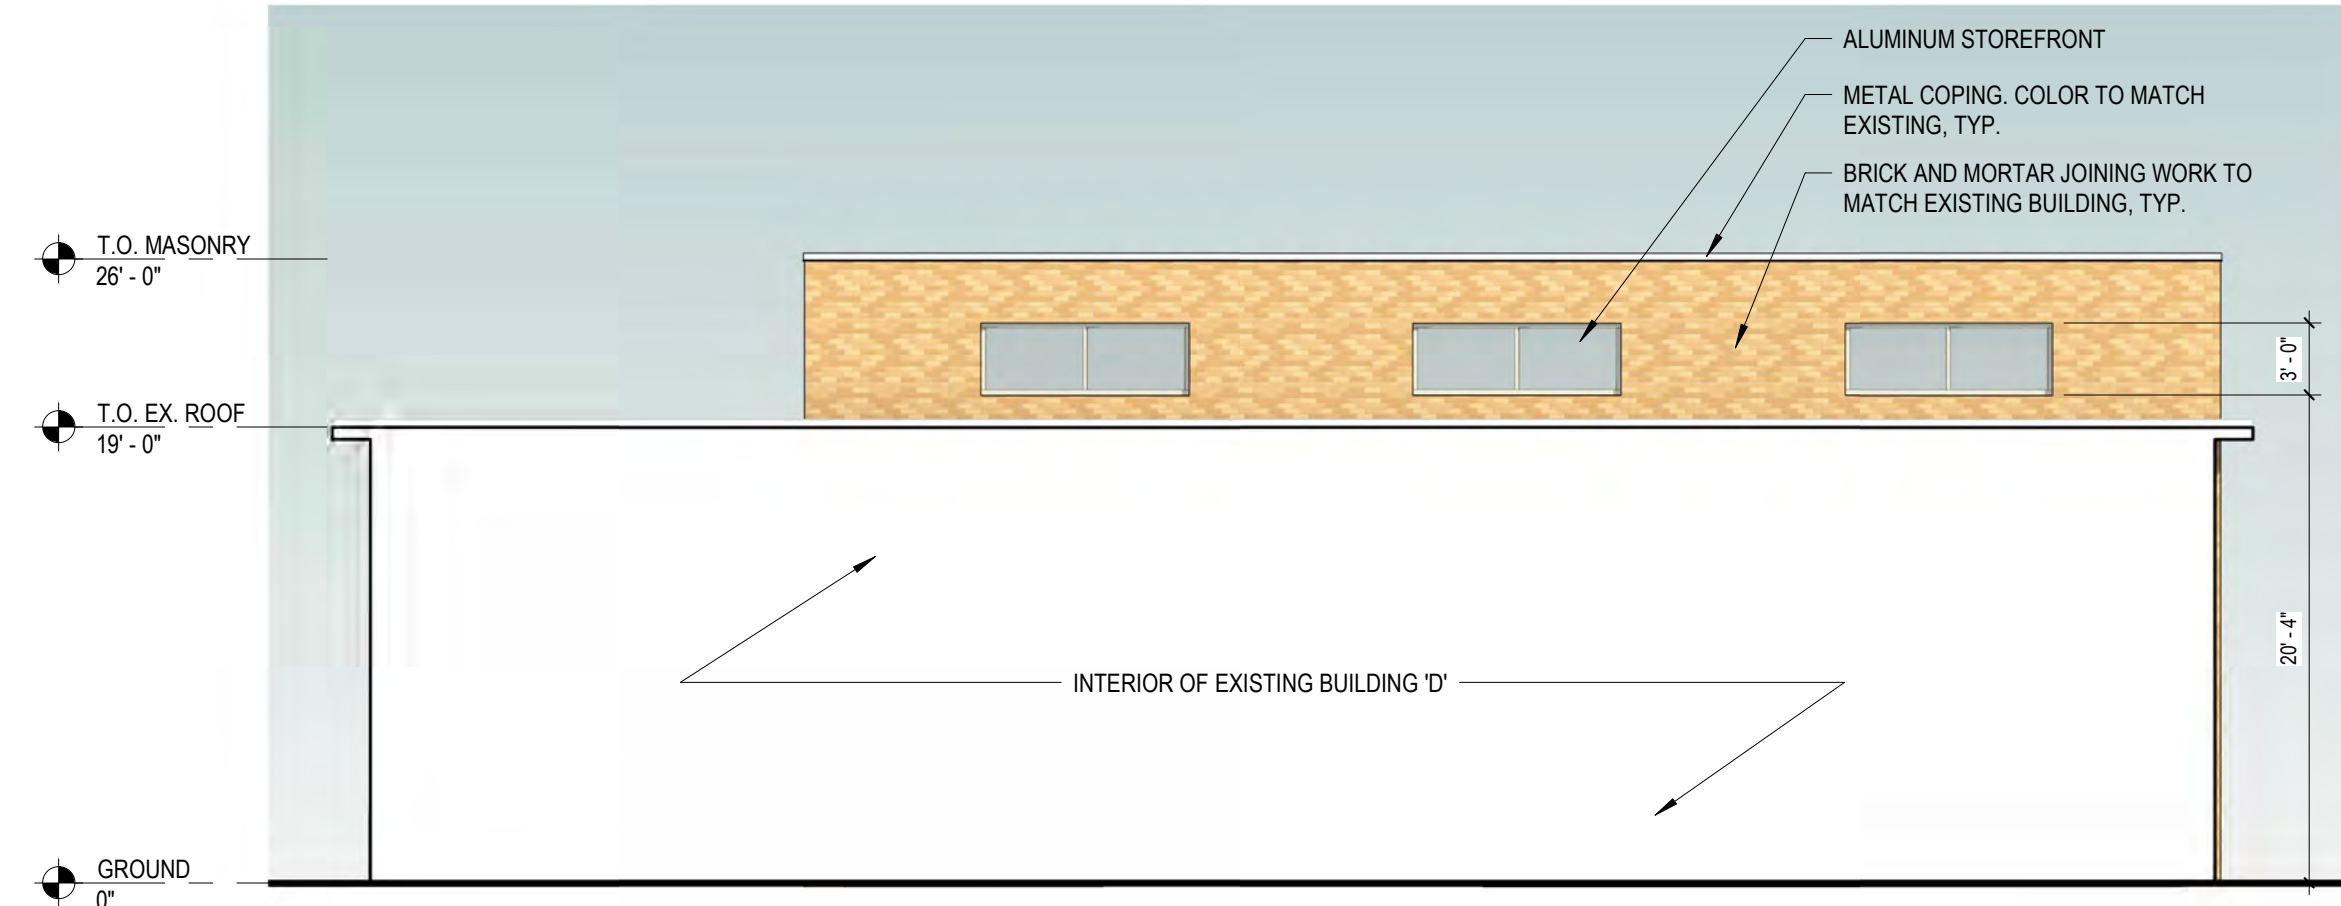 ALUMINUM STOREFRONT
METAL COPING. COLOR TO MATCH
EXISTING, TYP.
BRICK AND MORTAR JOINING WORK TO
MATCH EXISTING BUILDING, TYP.
T.O. MASONRY
26' - 0"
3' - 0"
T.O. EX. ROOF
19' - 0"
20' - 4"
INTERIOR OF EXISTING BUILDING 'D'
GROUND
0"